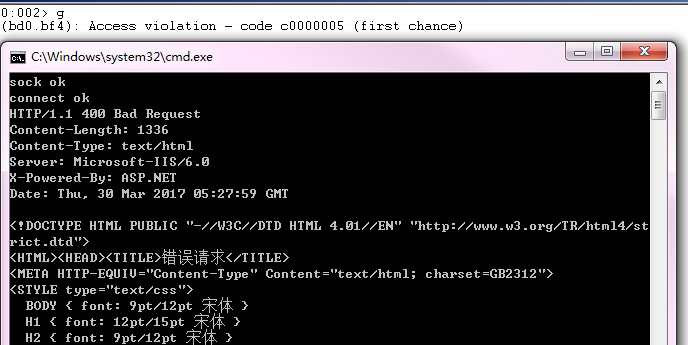 0:002> g
(bd0.bf4): Access violation - code c0000005 (first chance)
C:\Windows\system32\cmd.exe
sock ok
connect ok
HTTP/1.1 400 Bad Request
Content-Length: 1336
Content-Type: text/html
Server: Microsoft-IIS/6.0
X-Powered-By: ASP.NET
Date: Thu, 30 Mar 2017 05:27:59 GMT
<!DOCTYPE HTML PUBLIC "-//W3C//DTD HTML 4.01//EN" "http://www.w3.org/TR/html4/st
rict.dtd">
<HTML><HEAD><TITLE>错误请求</TITLE>
<META HTTP-EQUIV="Content-Type" Content="text/html; charset=GB2312">
<STYLE type="text/css">
BODY { font: 9pt/12pt 宋体 }
H1 { font: 12pt/15pt 宋体 }
H2 { font: 9pt/12pt 宋体 }